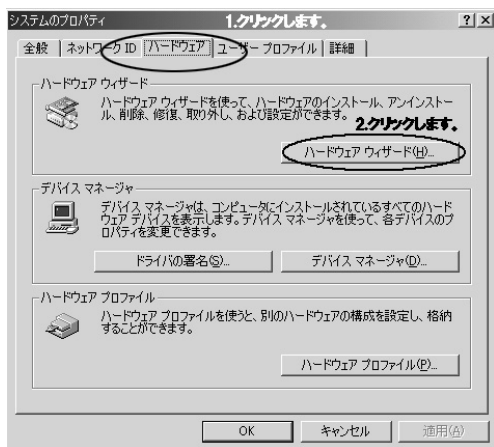 システムのプロパティ
1.クリックします。
? ×
全般 ネットワーク ID ハードウェア ユーザー プロファイル 詳細
ハードウェア ウィザード
ハードウェア ウィザードを使って、ハードウェアのインストール、アンインストー
ル、削除、修復、取り外し、および設定ができます。
2.クリックします。
ハードウェア ウィザード(H)...
デバイス マネージャ
デバイス マネージャは、コンピュータにインストールされているすべてのハード
ウェア デバイスを表示します。デバイス マネージャを使って、各デバイスのプ
ロパティを変更できます。
ドライバの署名(S)...
デバイス マネージャ(D)...
ハードウェア プロファイル
ハードウェア プロファイルを使うと、別のハードウェアの構成を設定し、格納
することができます。
ハードウェア プロファイル(P)...
OK
キャンセル
適用(A)